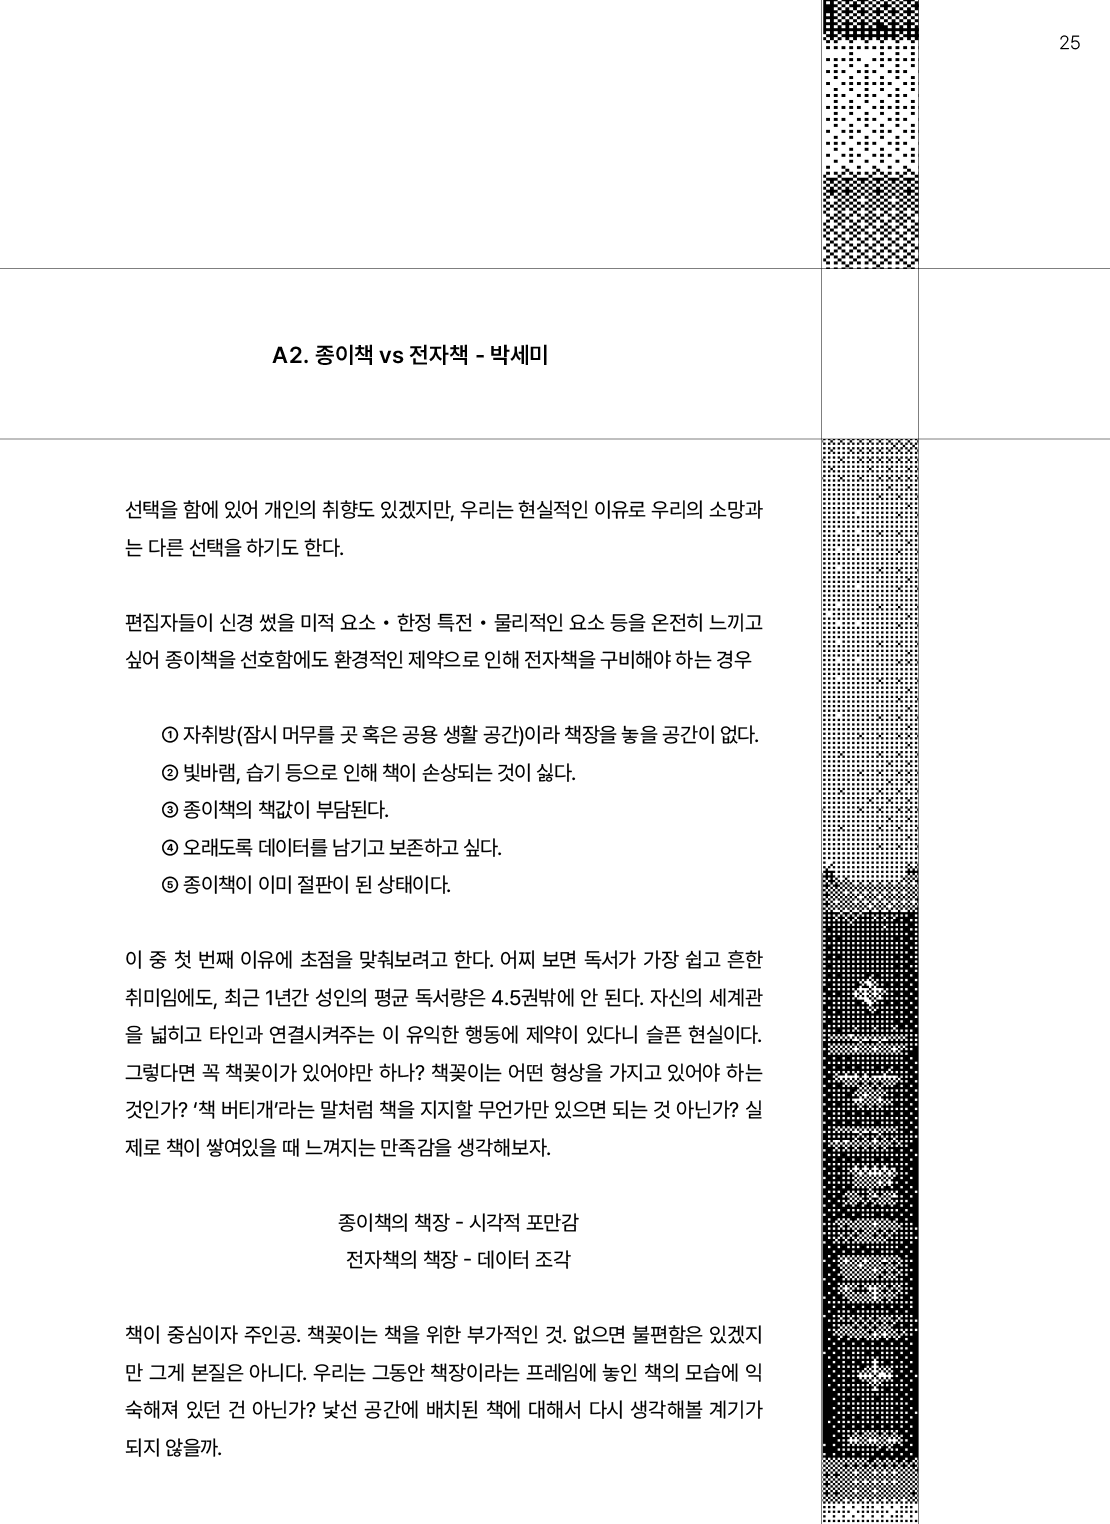 25
A2. 종이책 vs 전자책 - 박세미
선택을 함에 있어 개인의 취향도 있겠지만, 우리는 현실적인 이유로 우리의 소망과
는 다른 선택을 하기도 한다.
편집자들이 신경 썼을 미적 요소 • 한정 특전 • 물리적인 요소 등을 온전히 느끼고
싶어 종이책을 선호함에도 환경적인 제약으로 인해 전자책을 구비해야 하는 경우
① 자취방(잠시 머무를 곳 혹은 공용 생활 공간)이라 책장을 놓을 공간이 없다.
② 빛바램, 습기 등으로 인해 책이 손상되는 것이 싫다.
③ 종이책의 책값이 부담된다.
④ 오래도록 데이터를 남기고 보존하고 싶다.
⑤ 종이책이 이미 절판이 된 상태이다.
이 중 첫 번째 이유에 초점을 맞춰보려고 한다. 어찌 보면 독서가 가장 쉽고 흔한
취미임에도, 최근 1년간 성인의 평균 독서량은 4.5권밖에 안 된다. 자신의 세계관
을 넓히고 타인과 연결시켜주는 이 유익한 행동에 제약이 있다니 슬픈 현실이다.
그렇다면 꼭 책꽂이가 있어야만 하나? 책꽂이는 어떤 형상을 가지고 있어야 하는
것인가? ‘책 버티개’라는 말처럼 책을 지지할 무언가만 있으면 되는 것 아닌가? 실
제로 책이 쌓여있을 때 느껴지는 만족감을 생각해보자.
종이책의 책장 - 시각적 포만감
전자책의 책장 - 데이터 조각
책이 중심이자 주인공. 책꽂이는 책을 위한 부가적인 것. 없으면 불편함은 있겠지
만 그게 본질은 아니다. 우리는 그동안 책장이라는 프레임에 놓인 책의 모습에 익
숙해져 있던 건 아닌가? 낯선 공간에 배치된 책에 대해서 다시 생각해볼 계기가
되지 않을까.